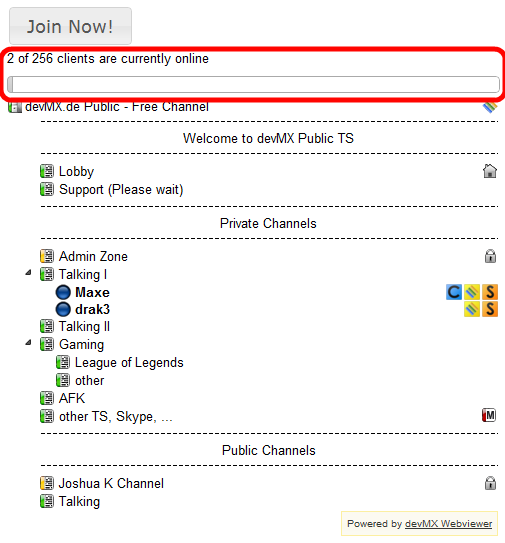 Join Now!
2 of 256 clients are currently online
devMX.de Public - Free Channel
Welcome to devMX Public TS
Lobby
Support (Please wait)
Private Channels
Admin Zone
Talking I
Maxe C S
drak3 S
Talking II
Gaming
League of Legends
other
AFK
other TS, Skype, ... M
Public Channels
Joshua K Channel
Talking
Powered by devMX Webviewer